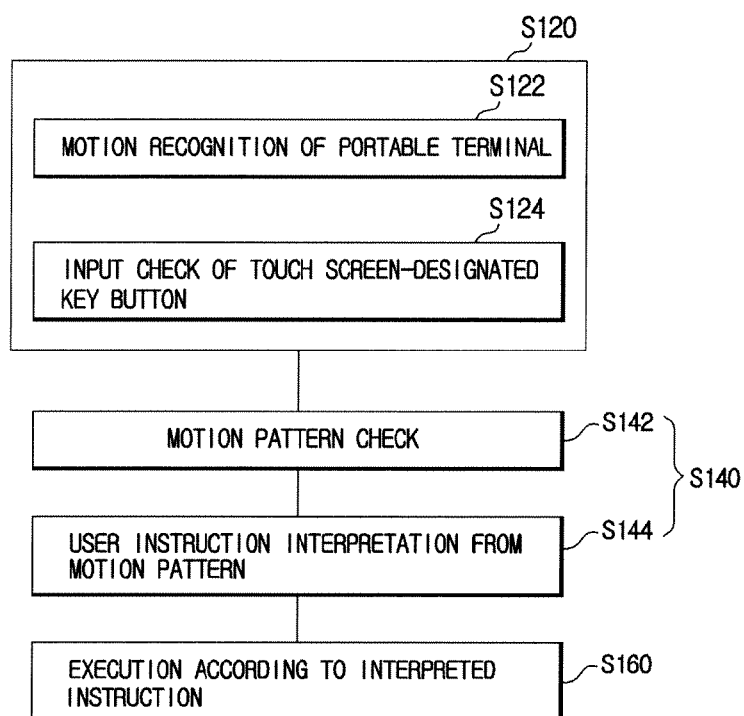 S120
S122
MOTION RECOGNITION OF PORTABLE TERMINAL
S124
INPUT CHECK OF TOUCH SCREEN-DESIGNATED
KEY BUTTON
MOTION PATTERN CHECK
S142
S140
USER INSTRUCTION INTERPRETATION FROM
MOTION PATTERN
S144
EXECUTION ACCORDING TO INTERPRETED
INSTRUCTION
S160